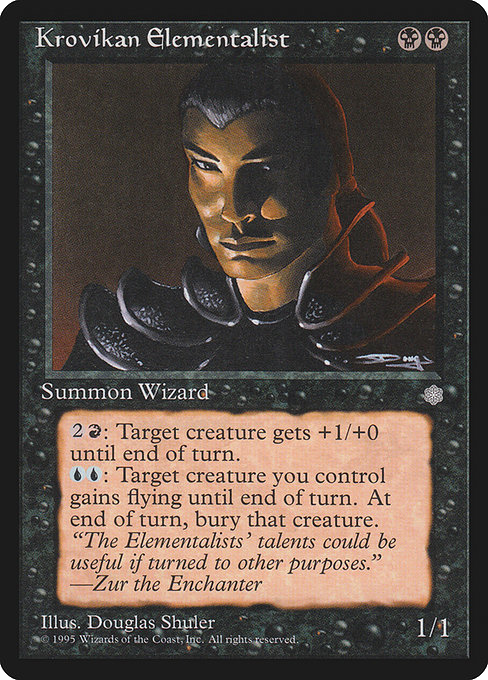 Krovikan Elementalist
Doug
Summon Wizard
2 : Target creature gets +1/+0
until end of turn.
: Target creature you control
gains flying until end of turn. At
end of turn, bury that creature.
“The Elementalists’ talents could be
useful if turned to other purposes.”
—Zur the Enchanter
Illus. Douglas Shuler
© 1995 Wizards of the Coast, Inc. All rights reserved.
1/1